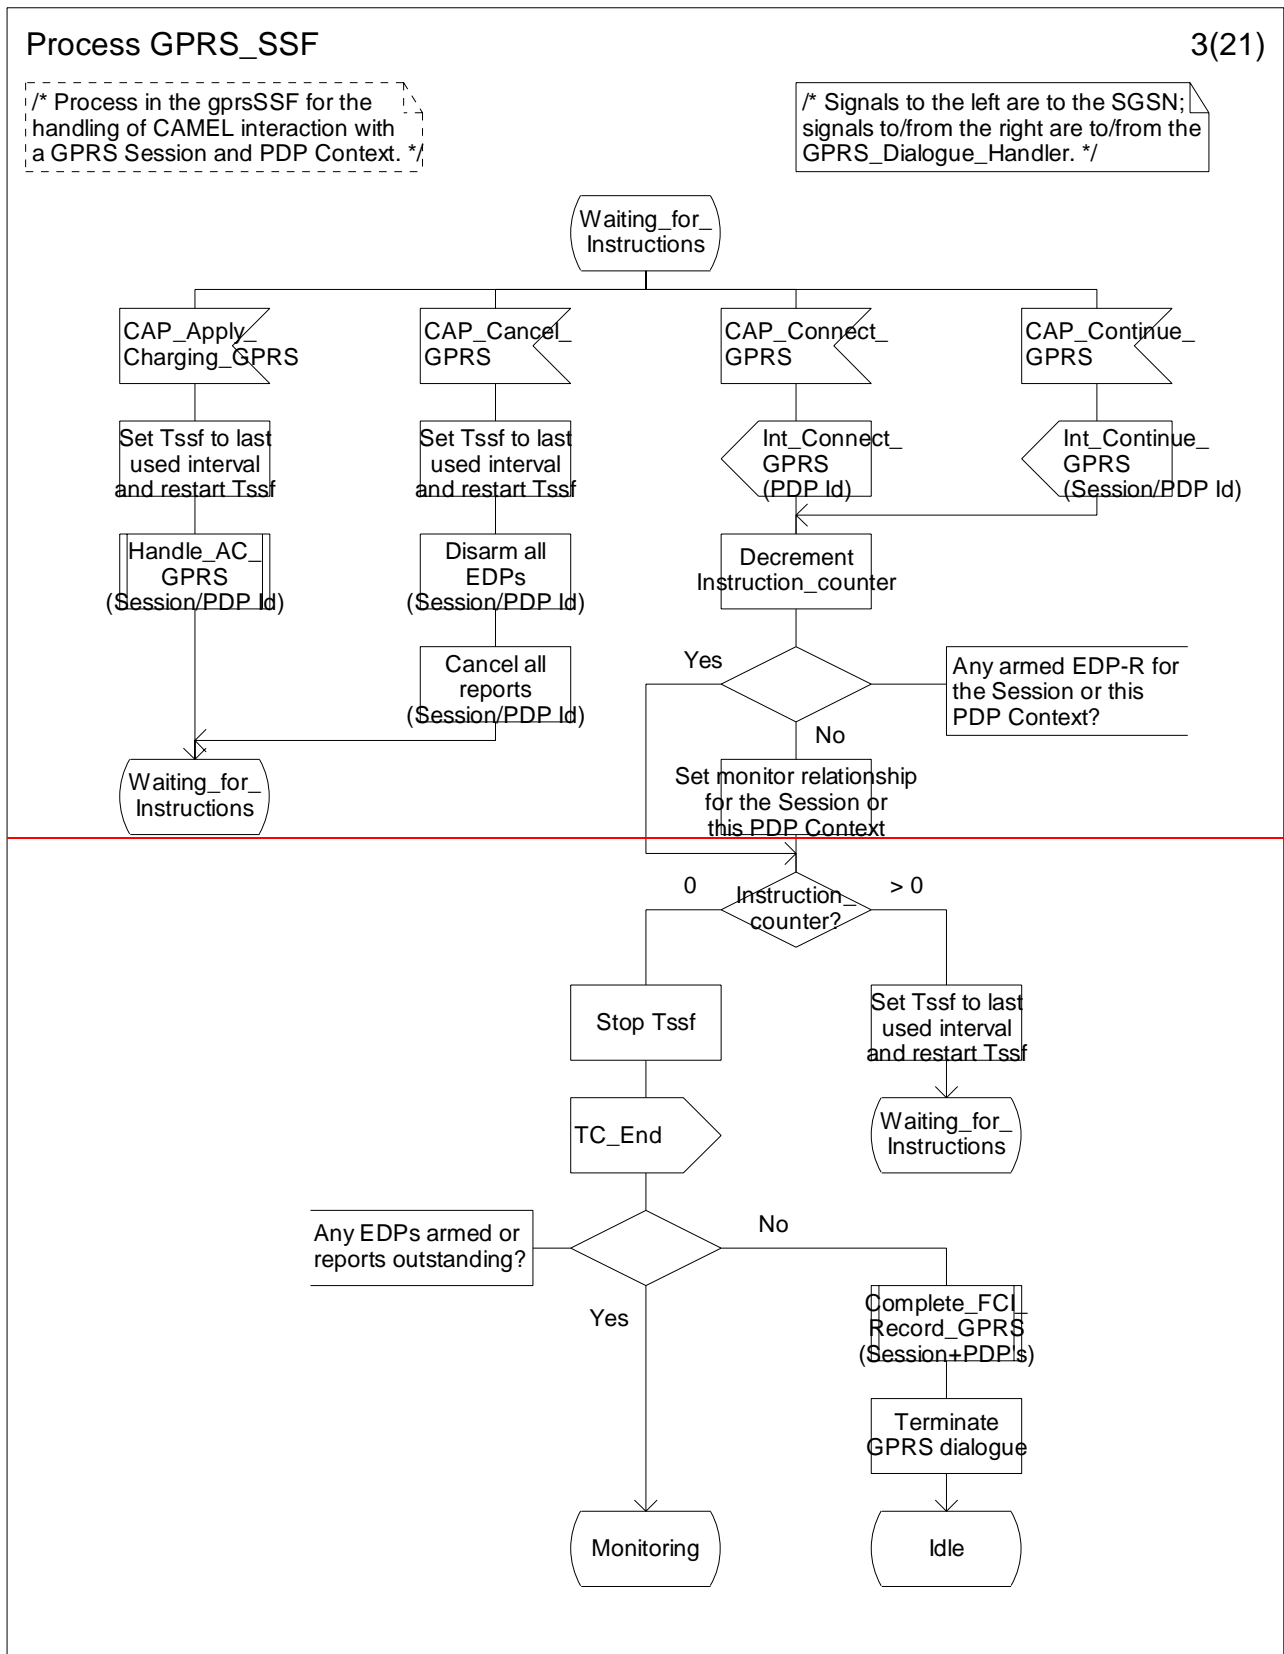 Process GPRS_SSF
3(21)
/* Process in the gprsSSF for the
handling of CAMEL interaction with
a GPRS Session and PDP Context. */
/* Signals to the left are to the SGSN;
signals to/from the right are to/from the
GPRS_Dialogue_Handler. */
Waiting_for_
Instructions
CAP_Apply_
Charging_GPRS
CAP_Cancel_
GPRS
CAP_Connect_
GPRS
CAP_Continue_
GPRS
Set Tssf to last
used interval
and restart Tssf
Set Tssf to last
used interval
and restart Tssf
Int_Connect_
GPRS
(PDP Id)
Int_Continue_
GPRS
(Session/PDP Id)
Handle_AC_
GPRS
(Session/PDP Id)
Disarm all
EDPs
(Session/PDP Id)
Decrement
Instruction_counter
Cancel all
reports
(Session/PDP Id)
Yes
Any armed EDP-R for
the Session or this
PDP Context?
No
Waiting_for_
Instructions
Set monitor relationship
for the Session or
this PDP Context
0
Instruction_
counter?
> 0
Stop Tssf
Set Tssf to last
used interval
and restart Tssf
TC_End
Waiting_for_
Instructions
Any EDPs armed or
reports outstanding?
No
Yes
Complete_FCI_
Record_GPRS
(Session+PDP's)
Terminate
GPRS dialogue
Monitoring
Idle